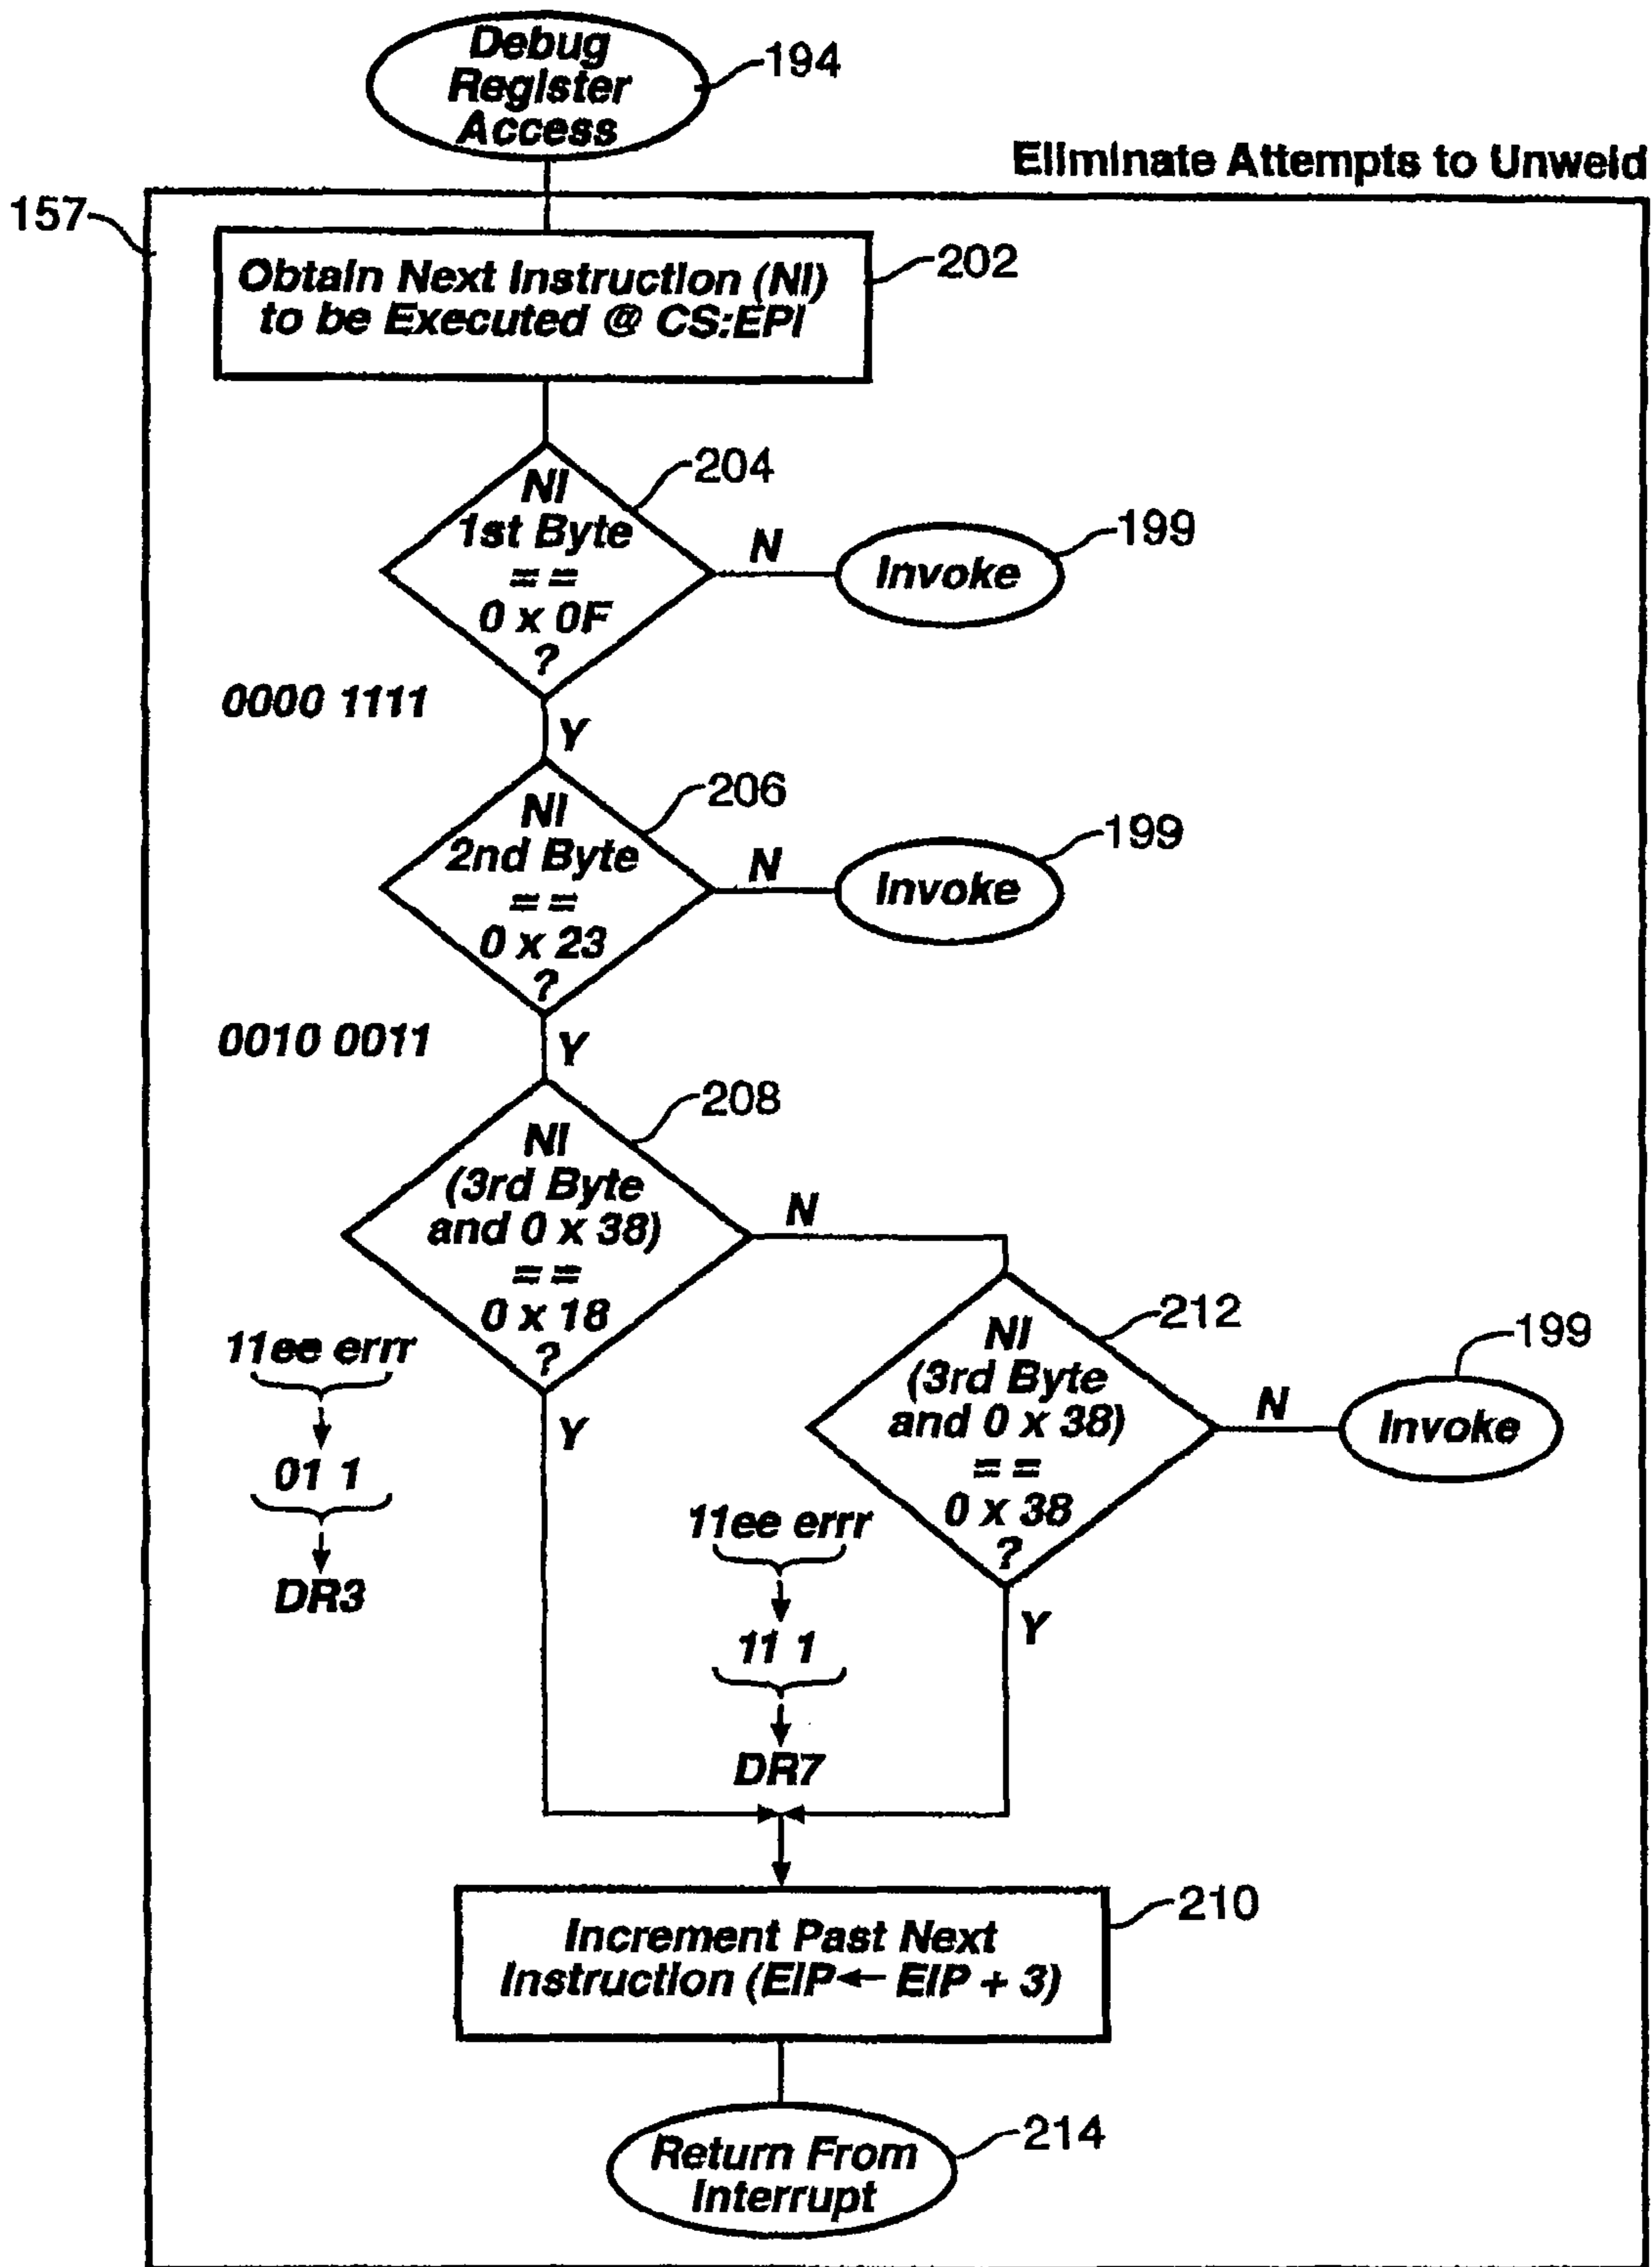 Debug
Register
Access
194
Eliminate Attempts to Unweld
157
Obtain Next Instruction (NI)
to be Executed @ CS:EPI
202
NI
1st Byte
==
0 x 0F
?
204
N
Invoke
199
0000 1111
Y
NI
2nd Byte
==
0 x 23
?
206
N
Invoke
199
0010 0011
Y
NI
(3rd Byte
and 0 x 38)
==
0 x 18
?
208
N
Y
11ee errr
01 1
DR3
NI
(3rd Byte
and 0 x 38)
==
0 x 38
?
212
N
Invoke
199
Y
11ee errr
11 1
DR7
Increment Past Next
Instruction (EIP← EIP + 3)
210
Return From
Interrupt
214